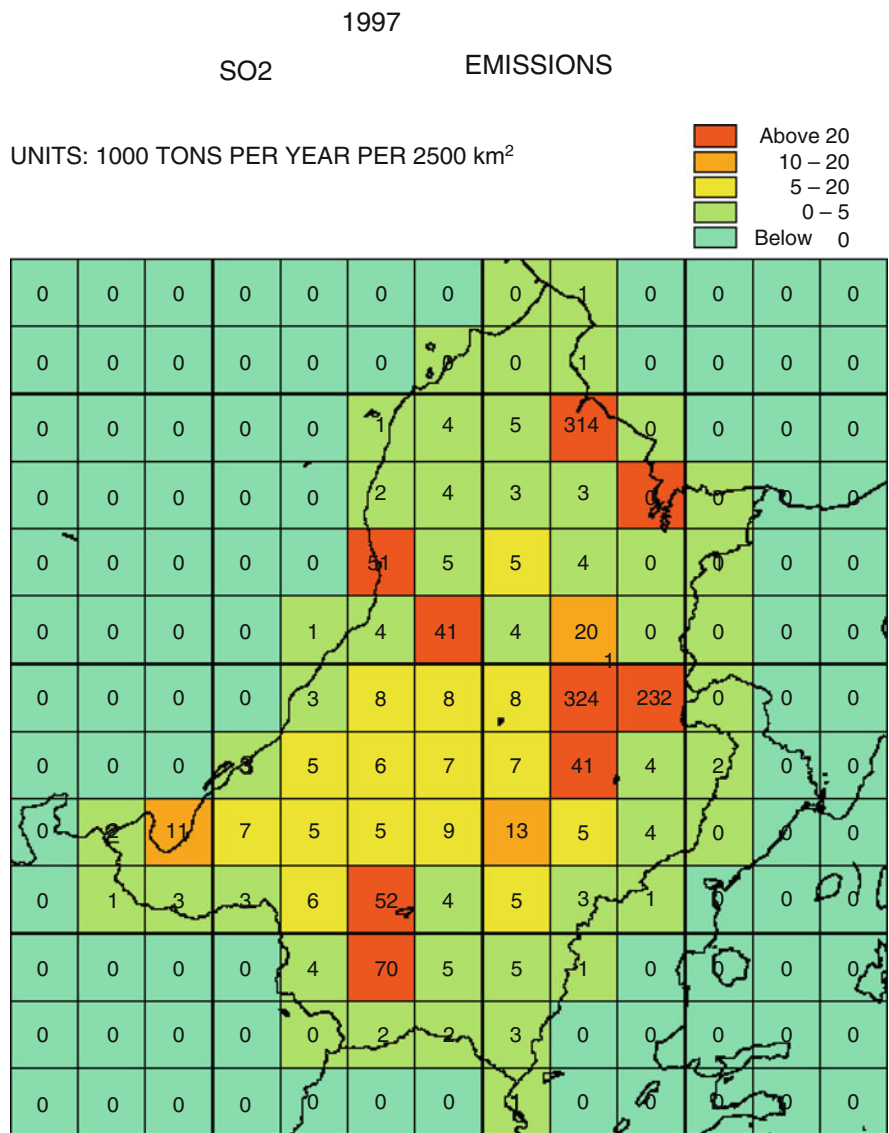 1997
SO2 EMISSIONS
UNITS: 1000 TONS PER YEAR PER 2500 km²
Above 20
10 – 20
5 – 20
0 – 5
Below 0
0 0 0 0 0 0 0 0 1 0 0 0 0
0 0 0 0 0 0 0 0 1 0 0 0 0
0 0 0 0 0 1 4 5 314 0 0 0 0
0 0 0 0 0 2 4 3 3 0 0 0 0
0 0 0 0 0 51 5 5 4 0 0 0
0 0 0 0 1 4 41 4 20 0 0 0 0
1
0 0 0 0 3 8 8 8 324 232 0 0 0
0 0 0 3 5 6 7 7 41 4 2 0 0
0 2 11 7 5 5 9 13 5 4 0 0 0
0 1 3 3 6 52 4 5 3 1 0 0 0
0 0 0 0 4 70 5 5 1 0 0 0 0
0 0 0 0 0 2 2 3 0 0 0 0 0
0 0 0 0 0 0 0 1 0 0 0 0 0